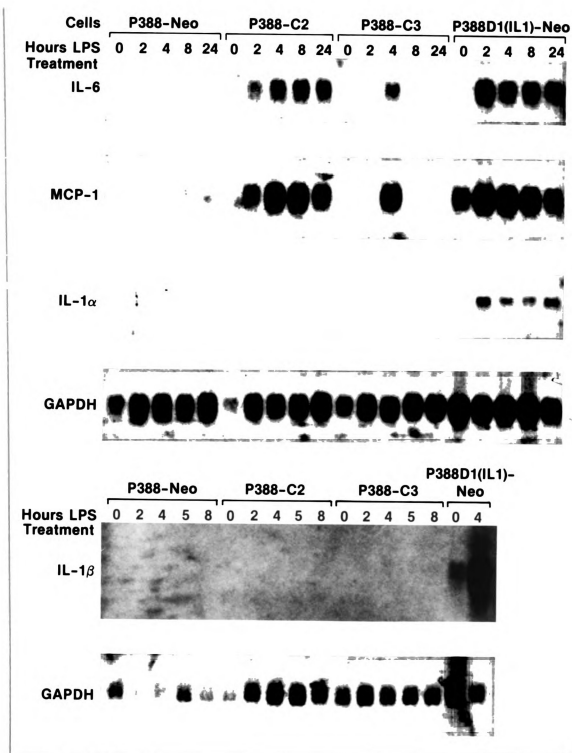 Cells P388-Neo P388-C2 P388-C3 P388D1(IL1)-Neo
Hours LPS 0 2 4 8 24 0 2 4 8 24 0 2 4 8 24 0 2 4 8 24
Treatment
IL-6
MCP-1
IL-1α
GAPDH
P388D1(IL1)-
P388-Neo P388-C2 P388-C3 Neo
Hours LPS 0 2 4 5 8 0 2 4 5 8 0 2 4 5 8 0 4
Treatment
IL-1β
GAPDH